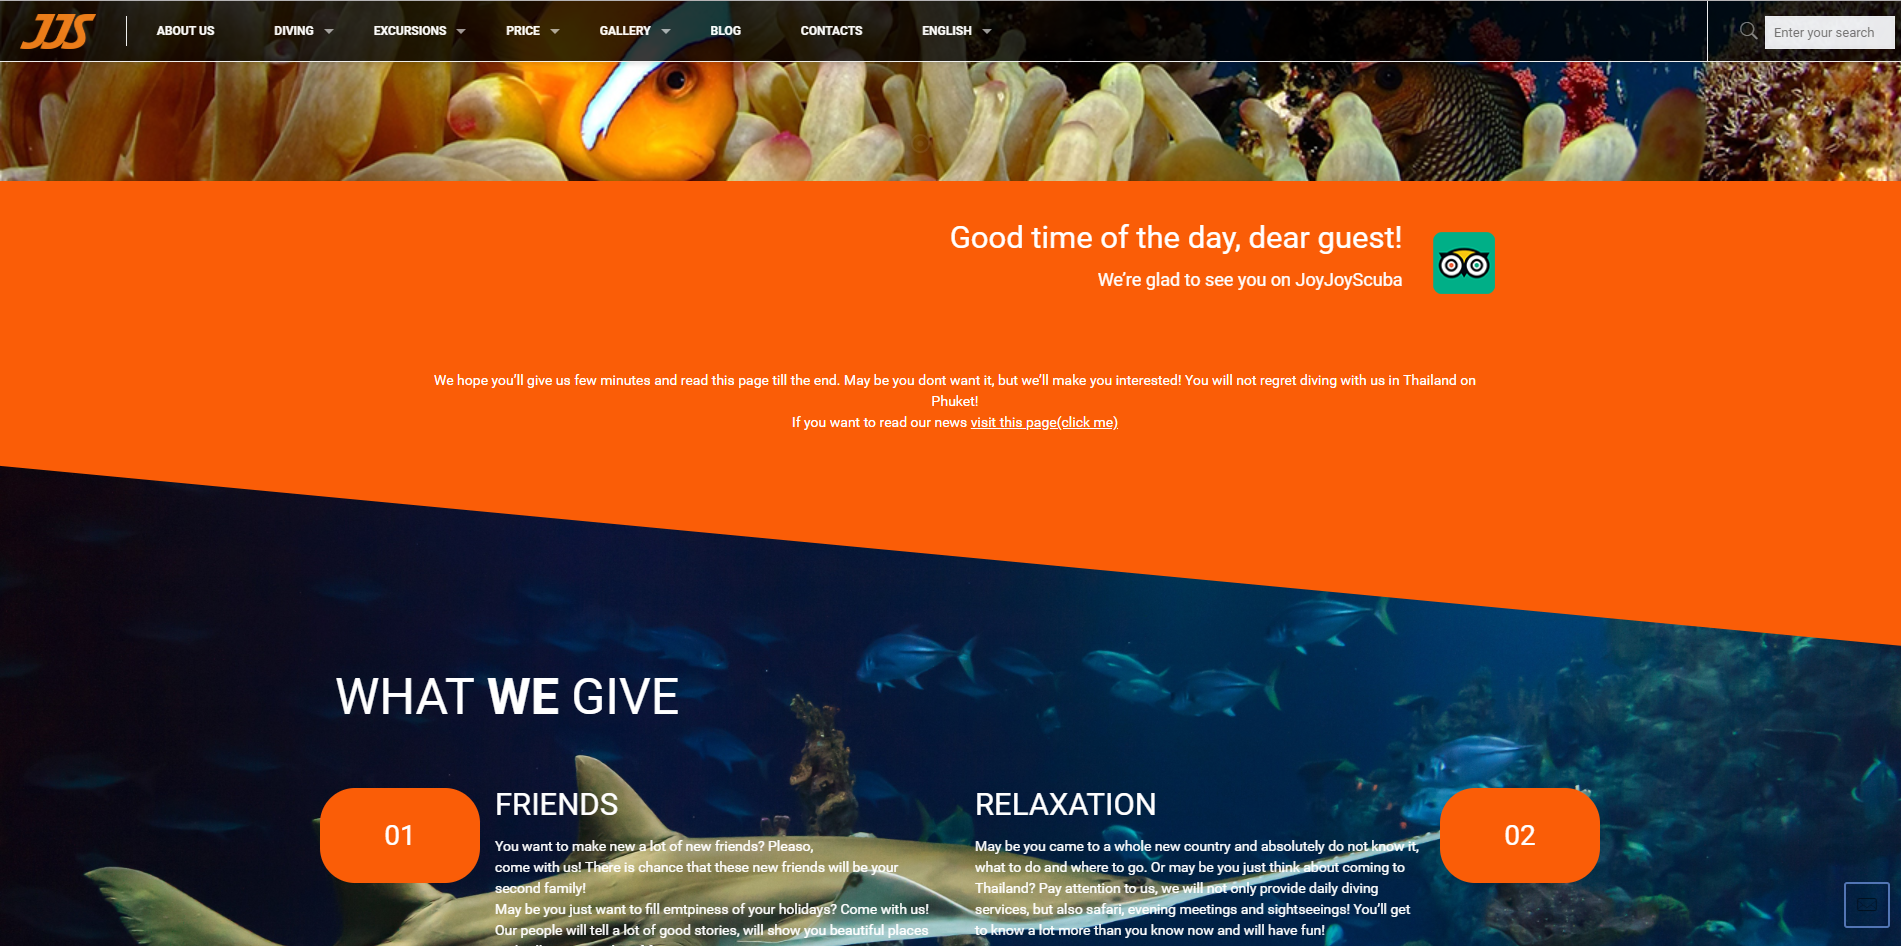 JJS
ABOUT US
DIVING
EXCURSIONS
PRICE
GALLERY
BLOG
CONTACTS
ENGLISH
Enter your search
Good time of the day, dear guest!
We’re glad to see you on JoyJoyScuba
We hope you’ll give us few minutes and read this page till the end. May be you dont want it, but we’ll make you interested! You will not regret diving with us in Thailand on
Phuket!
If you want to read our news visit this page(click me)
WHAT WE GIVE
01
FRIENDS
You want to make new a lot of new friends? Pleaso,
come with us! There is chance that these new friends will be your
second family!
May be you just want to fill emtpiness of your holidays? Come with us!
Our people will tell a lot of good stories, will show you beautiful places
RELAXATION
May be you came to a whole new country and absolutely do not know it,
what to do and where to go. Or may be you just think about coming to
Thailand? Pay attention to us, we will not only provide daily diving
services, but also safari, evening meetings and sightseeings! You’ll get
to know a lot more than you know now and will have fun!
02